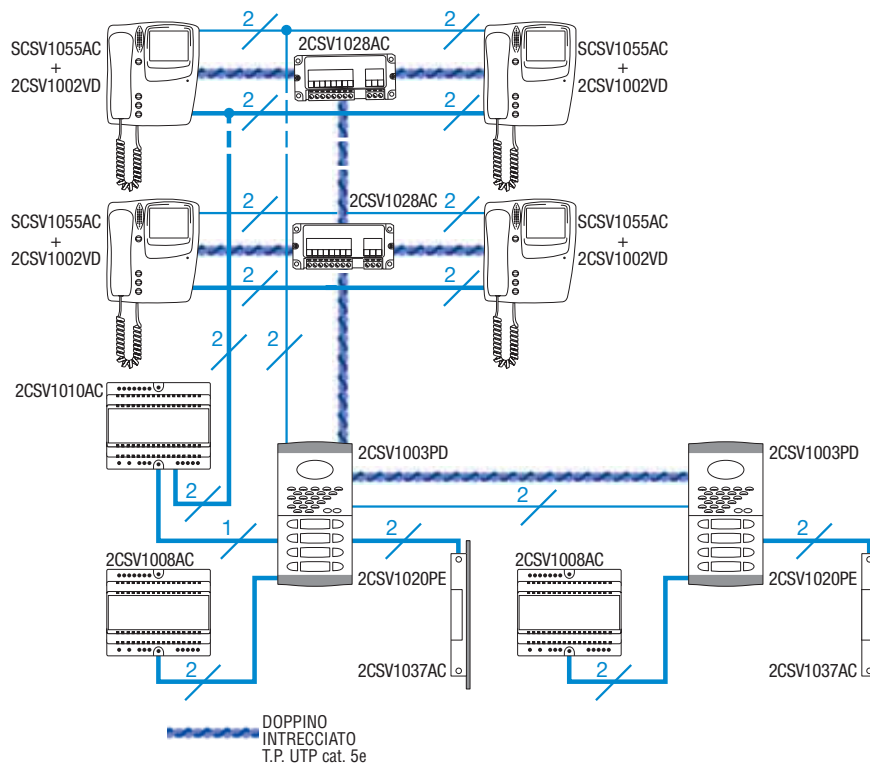 2
2
SCSV1055AC
+
2CSV1002VD
2CSV1028AC
SCSV1055AC
+
2CSV1002VD
2
2
2
2
SCSV1055AC
+
2CSV1002VD
2CSV1028AC
SCSV1055AC
+
2CSV1002VD
2
2
2
2
2CSV1010AC
2CSV1003PD
2CSV1003PD
2
2
1
2
2
2CSV1008AC
2CSV1020PE
2CSV1008AC
2CSV1020PE
2
2CSV1037AC
2
2CSV1037AC
DOPPINO
INTRECCIATO
T.P. UTP cat. 5e